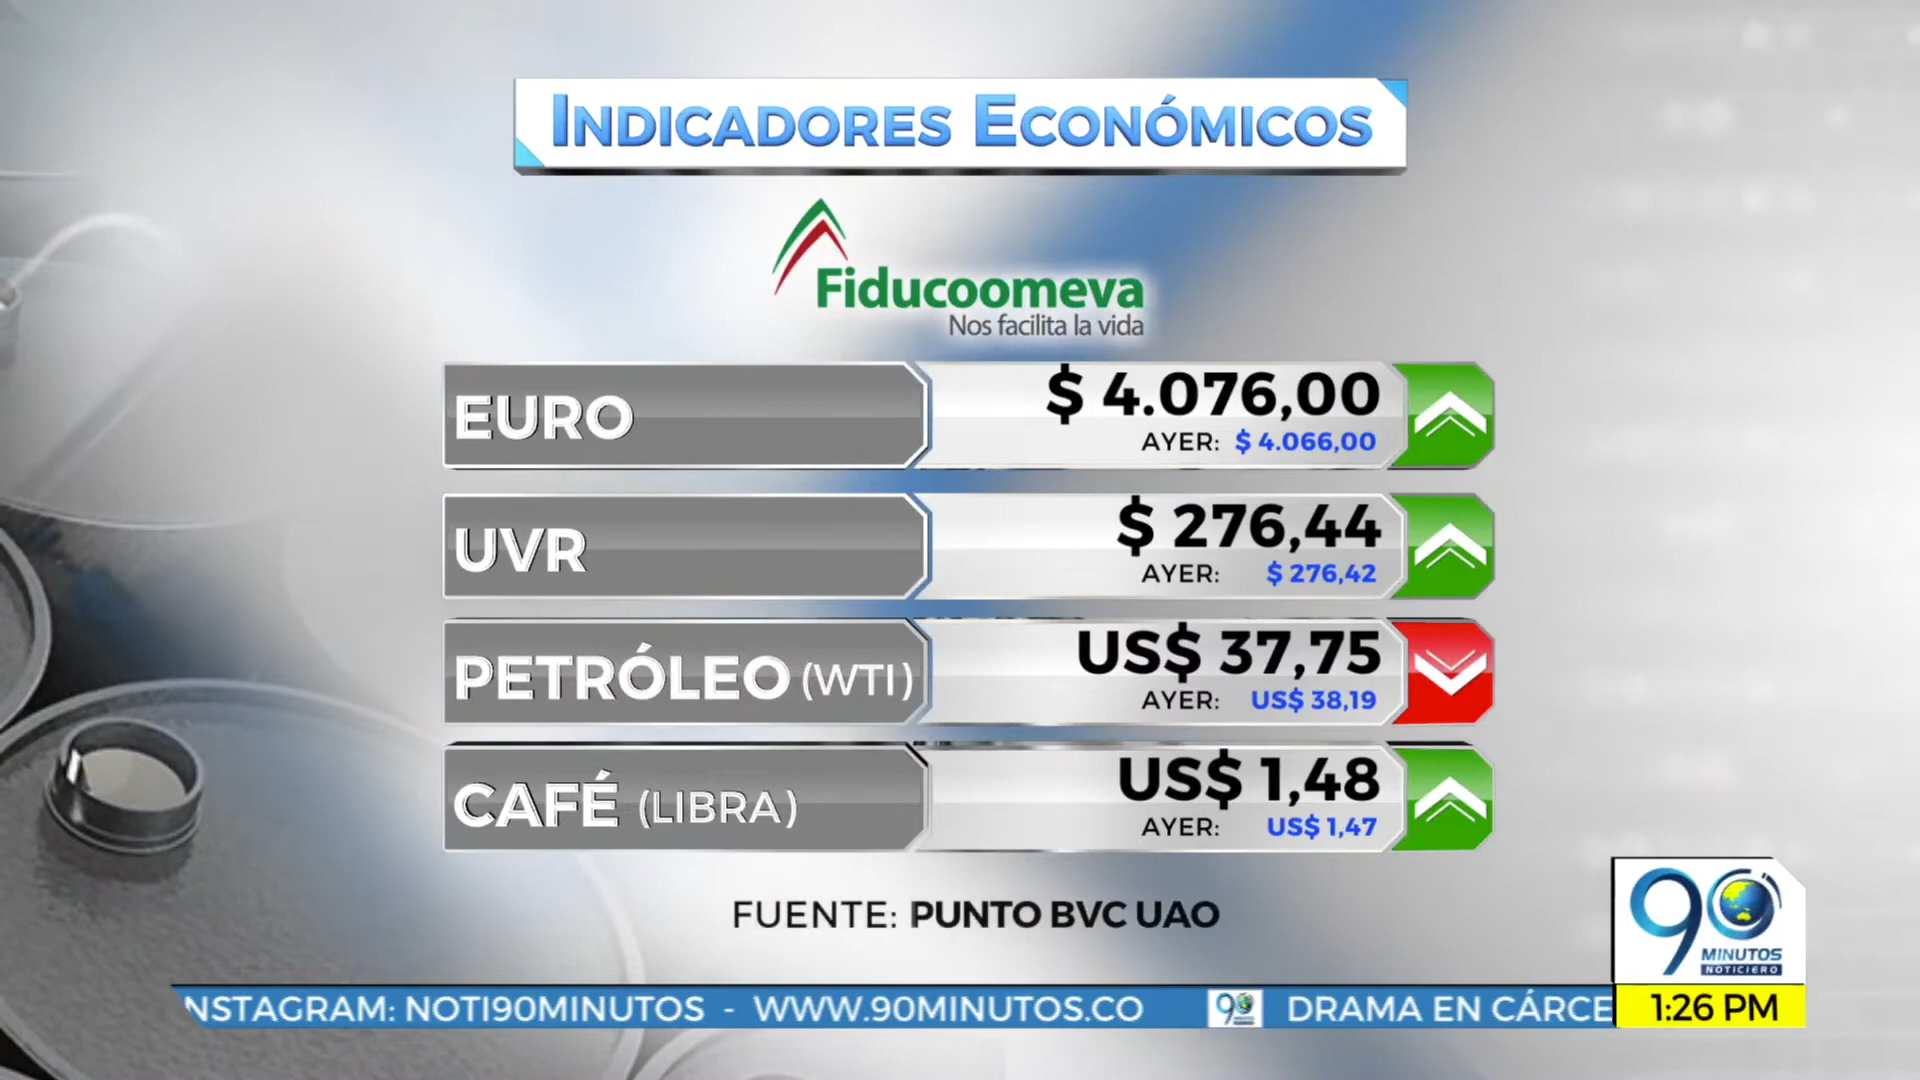 INDICADORES ECONÓMICOS
Fiducoomeva
Nos facilita la vida
EURO
$ 4.076,00
AYER: $ 4.066,00
UVR
$ 276,44
AYER: $ 276,42
PETRÓLEO (WTI)
US$ 37,75
AYER: US$ 38,19
CAFÉ (LIBRA)
US$ 1,48
AYER: US$ 1,47
FUENTE: PUNTO BVC UAO
90
MINUTOS
NOTICIERO
NSTAGRAM: NOTI90MINUTOS - WWW.90MINUTOS.CO 90 DRAMA EN CÁRCE
1:26 PM